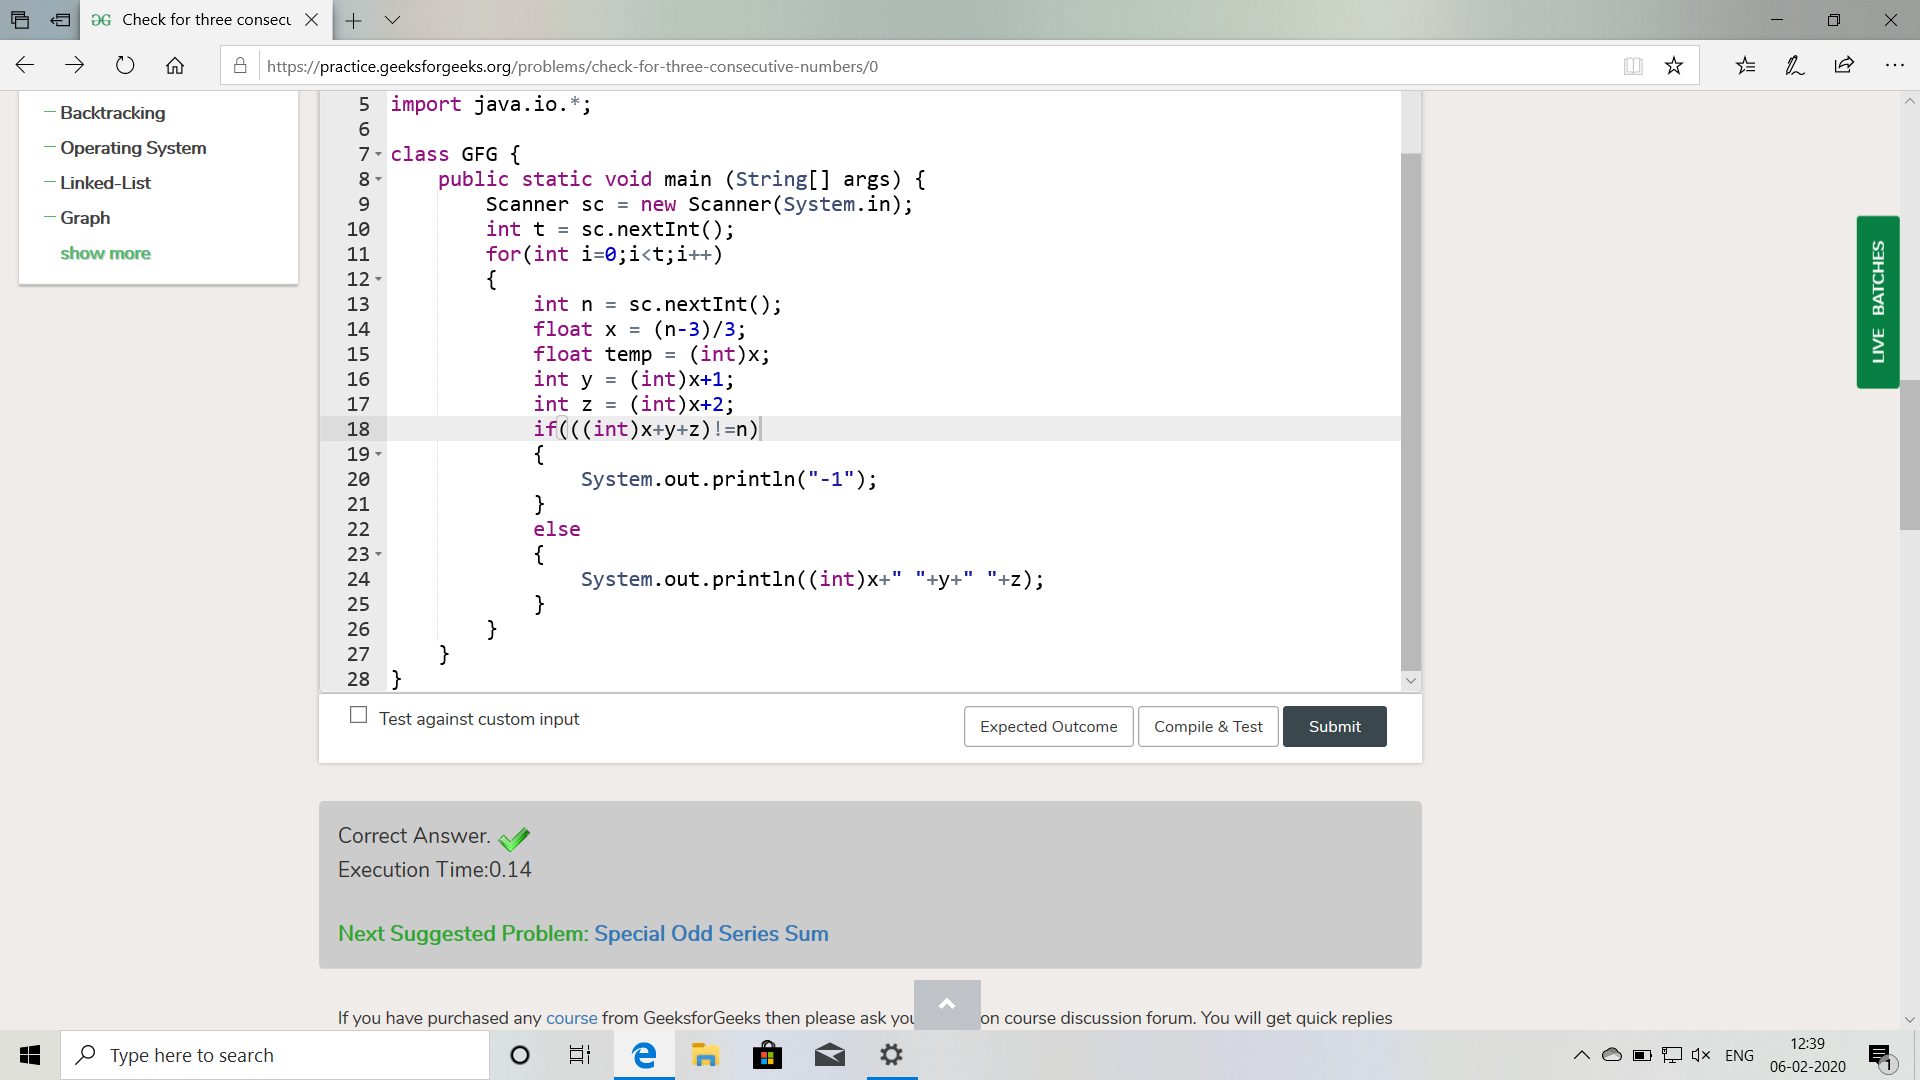 Check for three consecu
https://practice.geeksforgeeks.org/problems/check-for-three-consecutive-numbers/0
Backtracking
Operating System
Linked-List
Graph
show more
5 import java.io.*;
6
7 class GFG {
8 public static void main (String[] args) {
9 Scanner sc = new Scanner(System.in);
10 int t = sc.nextInt();
11 for(int i=0;i<t;i++)
12 {
13 int n = sc.nextInt();
14 float x = (n-3)/3;
15 float temp = (int)x;
16 int y = (int)x+1;
17 int z = (int)x+2;
18 if(((int)x+y+z)!=n)
19 {
20 System.out.println("-1");
21 }
22 else
23 {
24 System.out.println((int)x+" "+y+" "+z);
25 }
26 }
27 }
28 }
LIVE BATCHES
Test against custom input
Expected Outcome
Compile & Test
Submit
Correct Answer.
Execution Time:0.14
Next Suggested Problem: Special Odd Series Sum
If you have purchased any course from GeeksforGeeks then please ask you on course discussion forum. You will get quick replies
Type here to search
ENG
12:39
06-02-2020
1